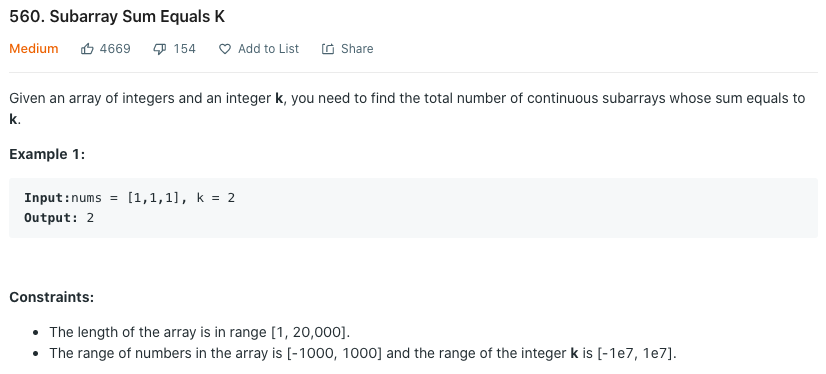 560. Subarray Sum Equals K
Medium 4669 154 Add to List Share
Given an array of integers and an integer k, you need to find the total number of continuous subarrays whose sum equals to
k.
Example 1:
Input:nums = [1,1,1], k = 2
Output: 2
Constraints:
• The length of the array is in range [1, 20,000].
• The range of numbers in the array is [-1000, 1000] and the range of the integer k is [-1e7, 1e7].